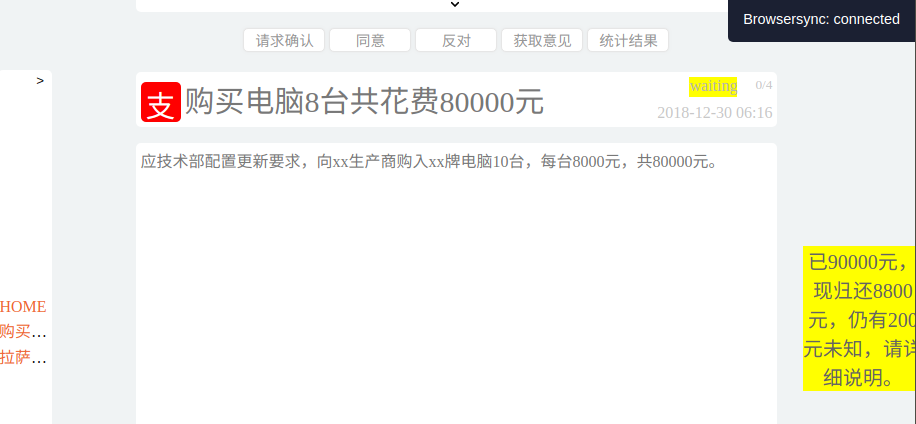 Browsersync: connected
请求确认 同意 反对 获取意见 统计结果
>
支 购买电脑8台共花费80000元
waiting 0/4
2018-12-30 06:16
应技术部配置更新要求，向xx生产商购入xx牌电脑10台，每台8000元，共80000元。
HOME
购买...
拉萨...
已90000元，
现归还8800
元，仍有200
元未知，请详
细说明。